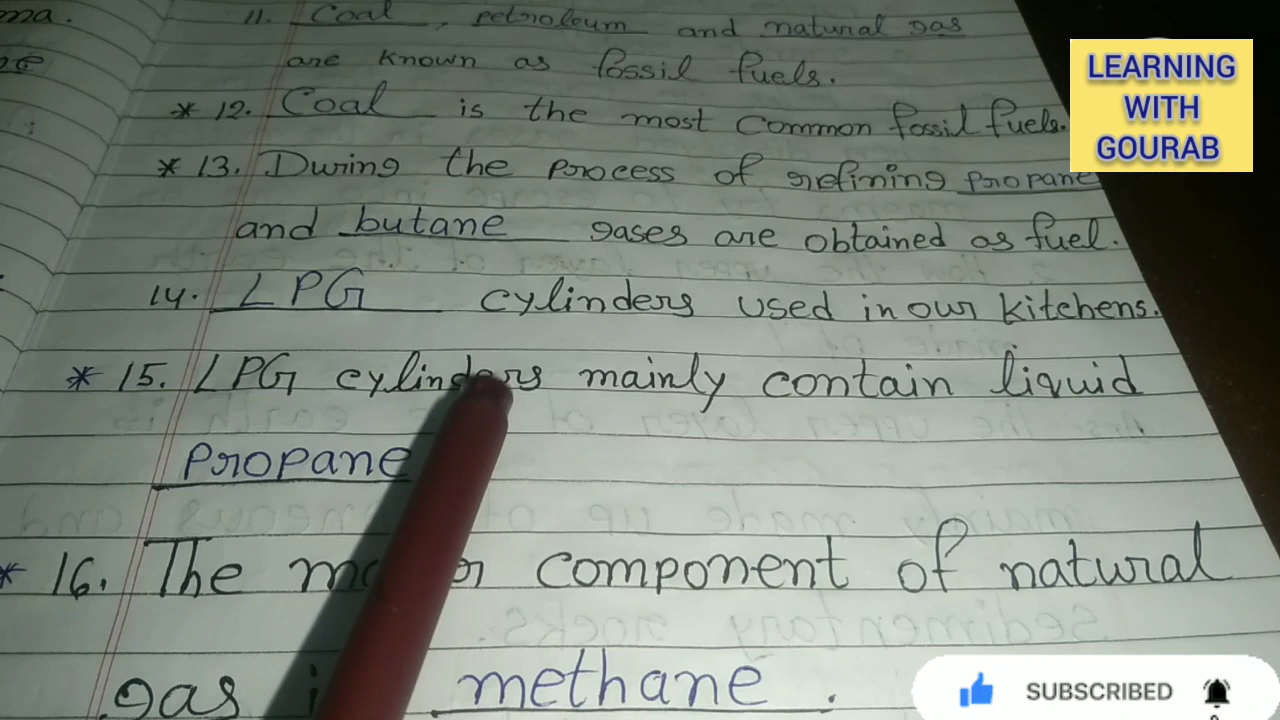 ma.
11. Coal, petroleum and natural gas
are known as fossil fuels.
* 12. Coal is the most common fossil fuels.
* 13. During the process of refining propane
and butane gases are obtained as fuel.
14. LPG cylinders used in our kitchens.
* 15. LPG cylinders mainly contain liquid
propane
* 16. The component of natural
gas methane.
LEARNING
WITH
GOURAB
SUBSCRIBED